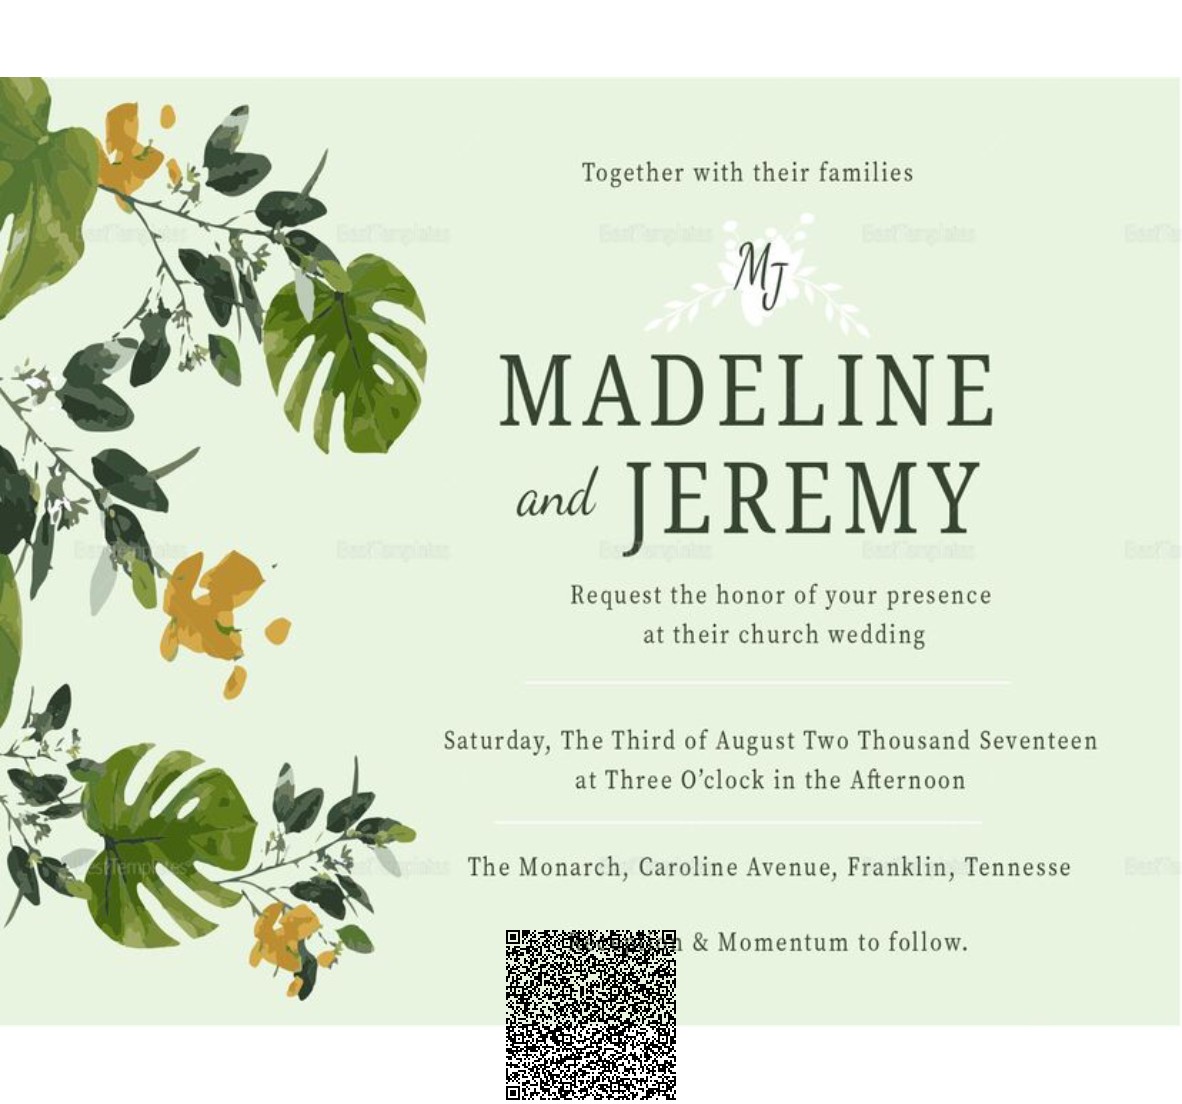 Together with their families
MJ
MADELINE
and JEREMY
Request the honor of your presence
at their church wedding
Saturday, The Third of August Two Thousand Seventeen
at Three O’clock in the Afternoon
The Monarch, Caroline Avenue, Franklin, Tennesse
& Momentum to follow.
BestTemplates